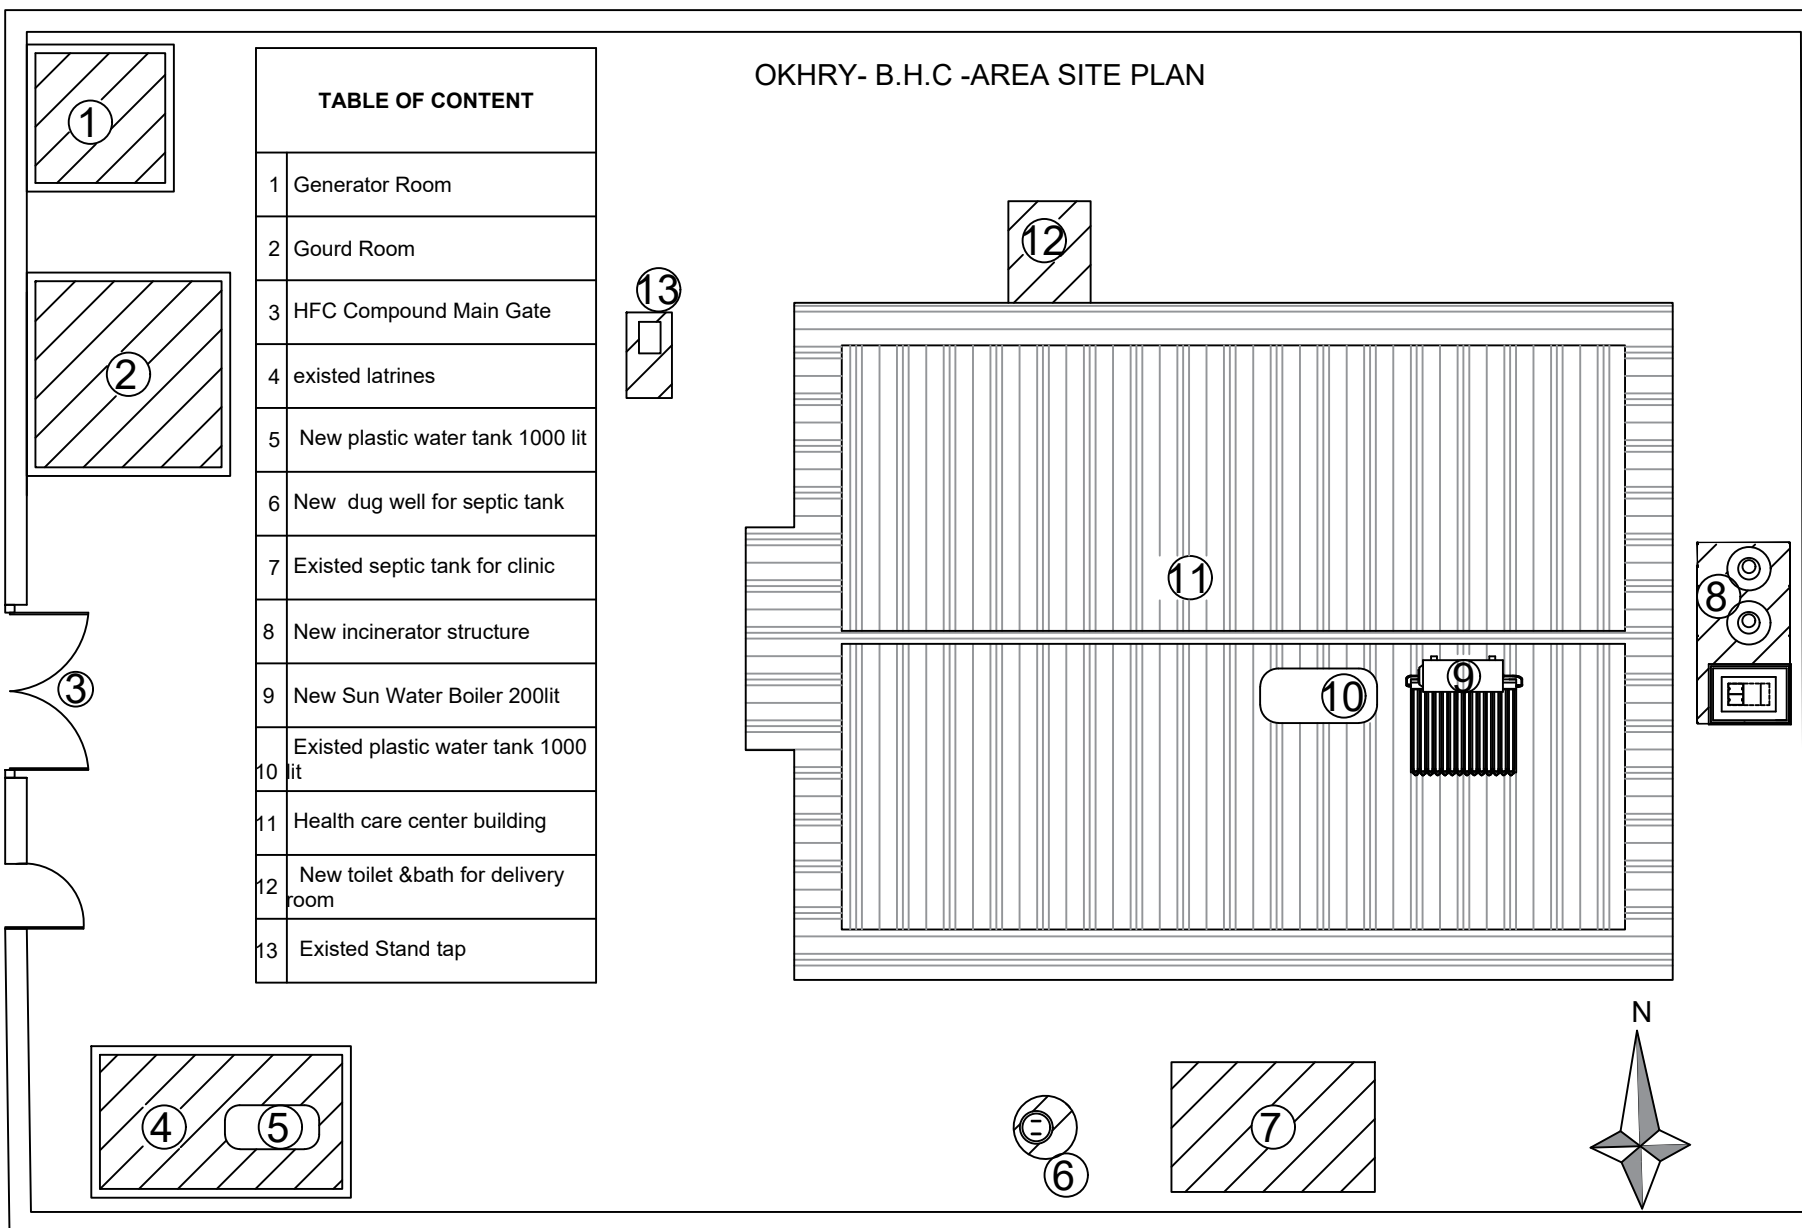 OKHRY- B.H.C -AREA SITE PLAN
TABLE OF CONTENT
1 Generator Room
2 Gourd Room
3 HFC Compound Main Gate
4 existed latrines
5 New plastic water tank 1000 lit
6 New dug well for septic tank
7 Existed septic tank for clinic
8 New incinerator structure
9 New Sun Water Boiler 200lit
Existed plastic water tank 1000
10 lit
11 Health care center building
12 New toilet &bath for delivery
room
13 Existed Stand tap
1
2
3
4
5
13
12
11
10
9
8
6
7
N